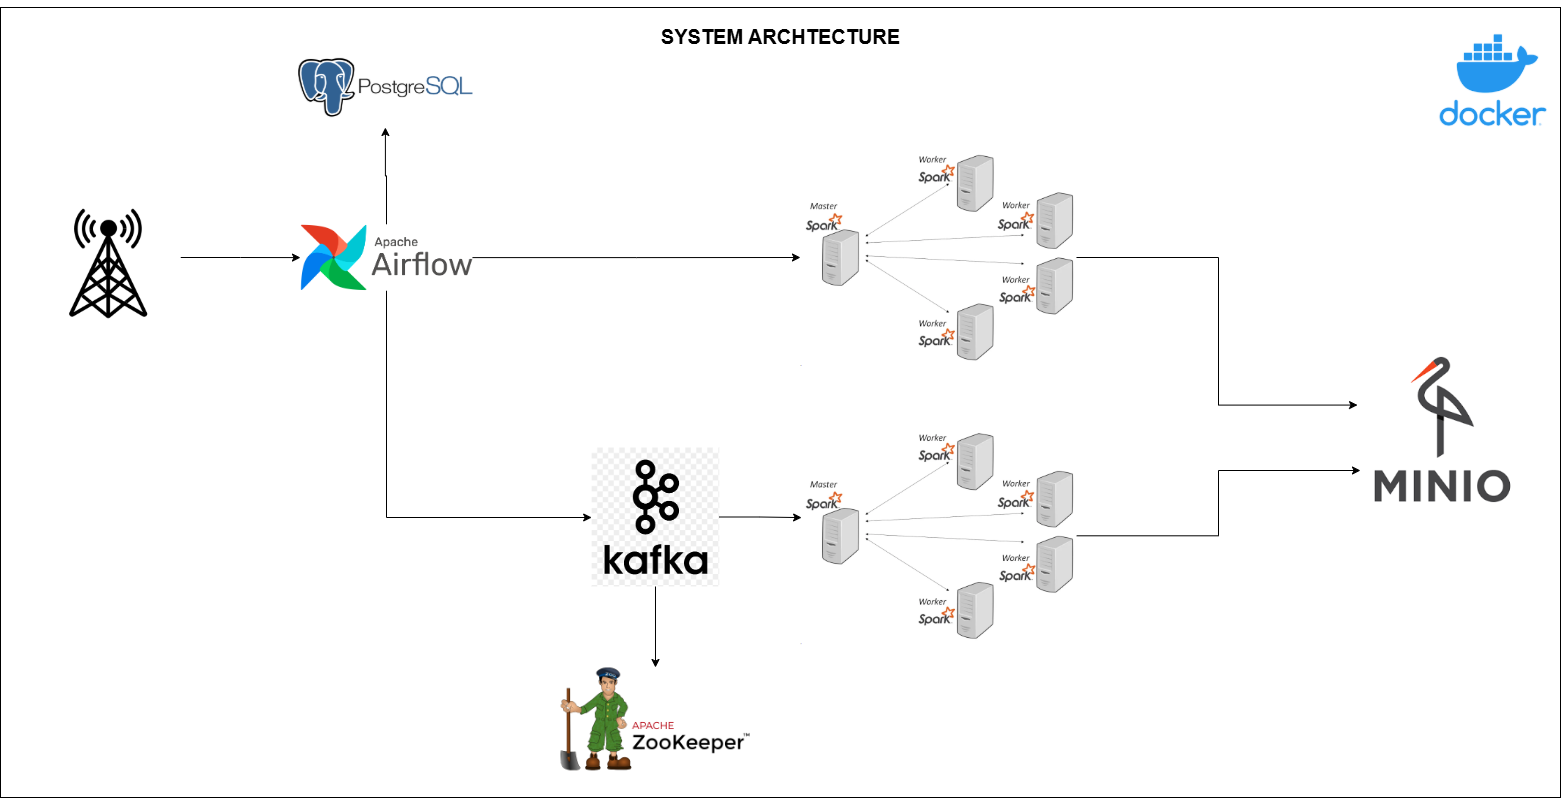 SYSTEM ARCHTECTURE
PostgreSQL
docker
Apache
Airflow
Master
Spark
Worker
Spark
Worker
Spark
Worker
Spark
Worker
Spark
kafka
Master
Spark
Worker
Spark
Worker
Spark
Worker
Spark
Worker
Spark
MINIO
APACHE
ZooKeeper™